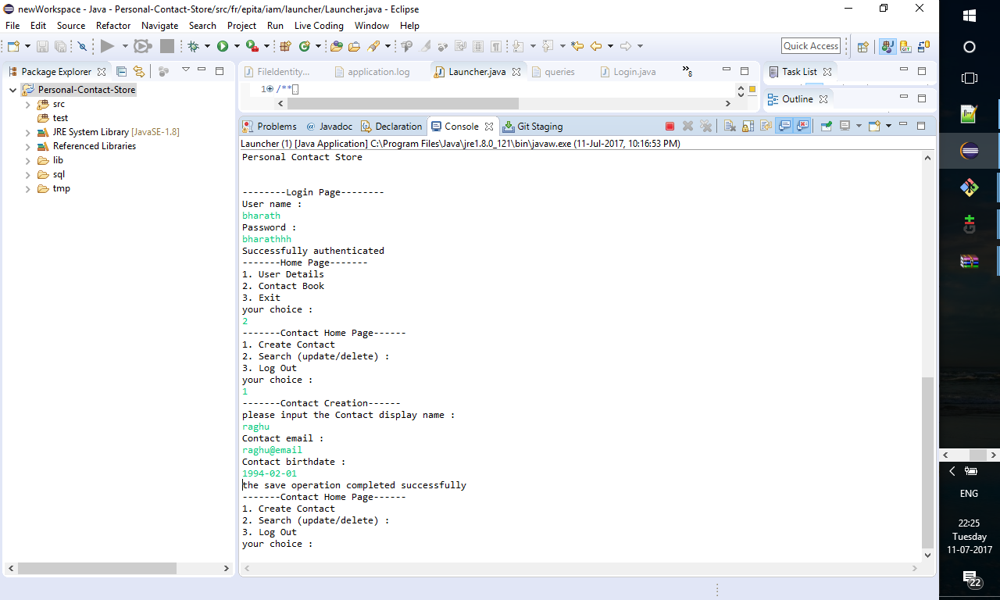 newWorkspace - Java - Personal-Contact-Store/src/fr/epita/iam/launcher/Launcher.java - Eclipse
File Edit Source Refactor Navigate Search Project Run Live Coding Window Help
Quick Access
Package Explorer
Personal-Contact-Store
src
test
JRE System Library [JavaSE-1.8]
Referenced Libraries
lib
sql
tmp
FileIdentity... application.log Launcher.java queries Login.java »8
1 /**
Task List
Outline
Problems @ Javadoc Declaration Console Git Staging
Launcher (1) [Java Application] C:\Program Files\Java\jre1.8.0_121\bin\javaw.exe (11-Jul-2017, 10:16:53 PM)
Personal Contact Store
--------Login Page--------
User name :
bharath
Password :
bharathhh
Successfully authenticated
-------Home Page-------
1. User Details
2. Contact Book
3. Exit
your choice :
2
-------Contact Home Page------
1. Create Contact
2. Search (update/delete) :
3. Log Out
your choice :
1
-------Contact Creation------
please input the Contact display name :
raghu
Contact email :
raghu@email
Contact birthdate :
1994-02-01
the save operation completed successfully
-------Contact Home Page------
1. Create Contact
2. Search (update/delete) :
3. Log Out
your choice :
ENG
22:25
Tuesday
11-07-2017
22